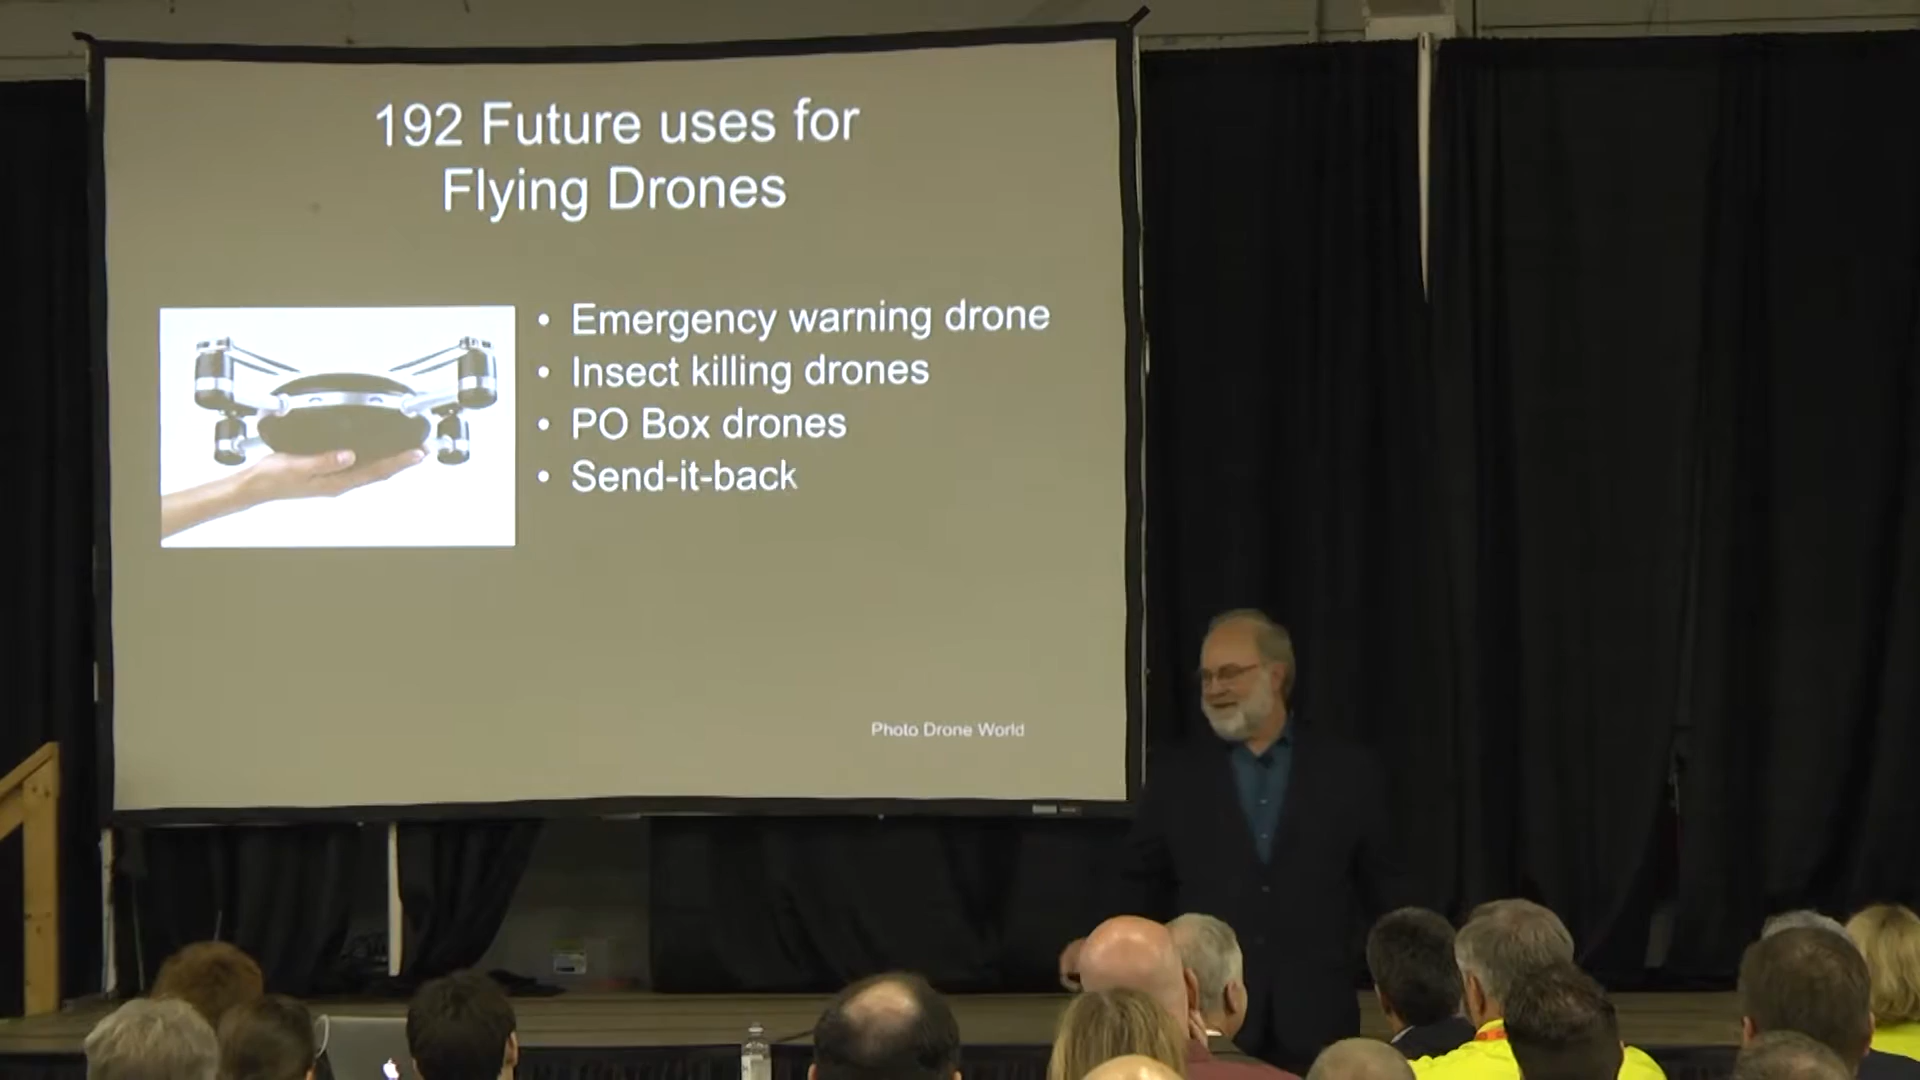 192 Future uses for
Flying Drones
• Emergency warning drone
• Insect killing drones
• PO Box drones
• Send-it-back
Photo Drone World